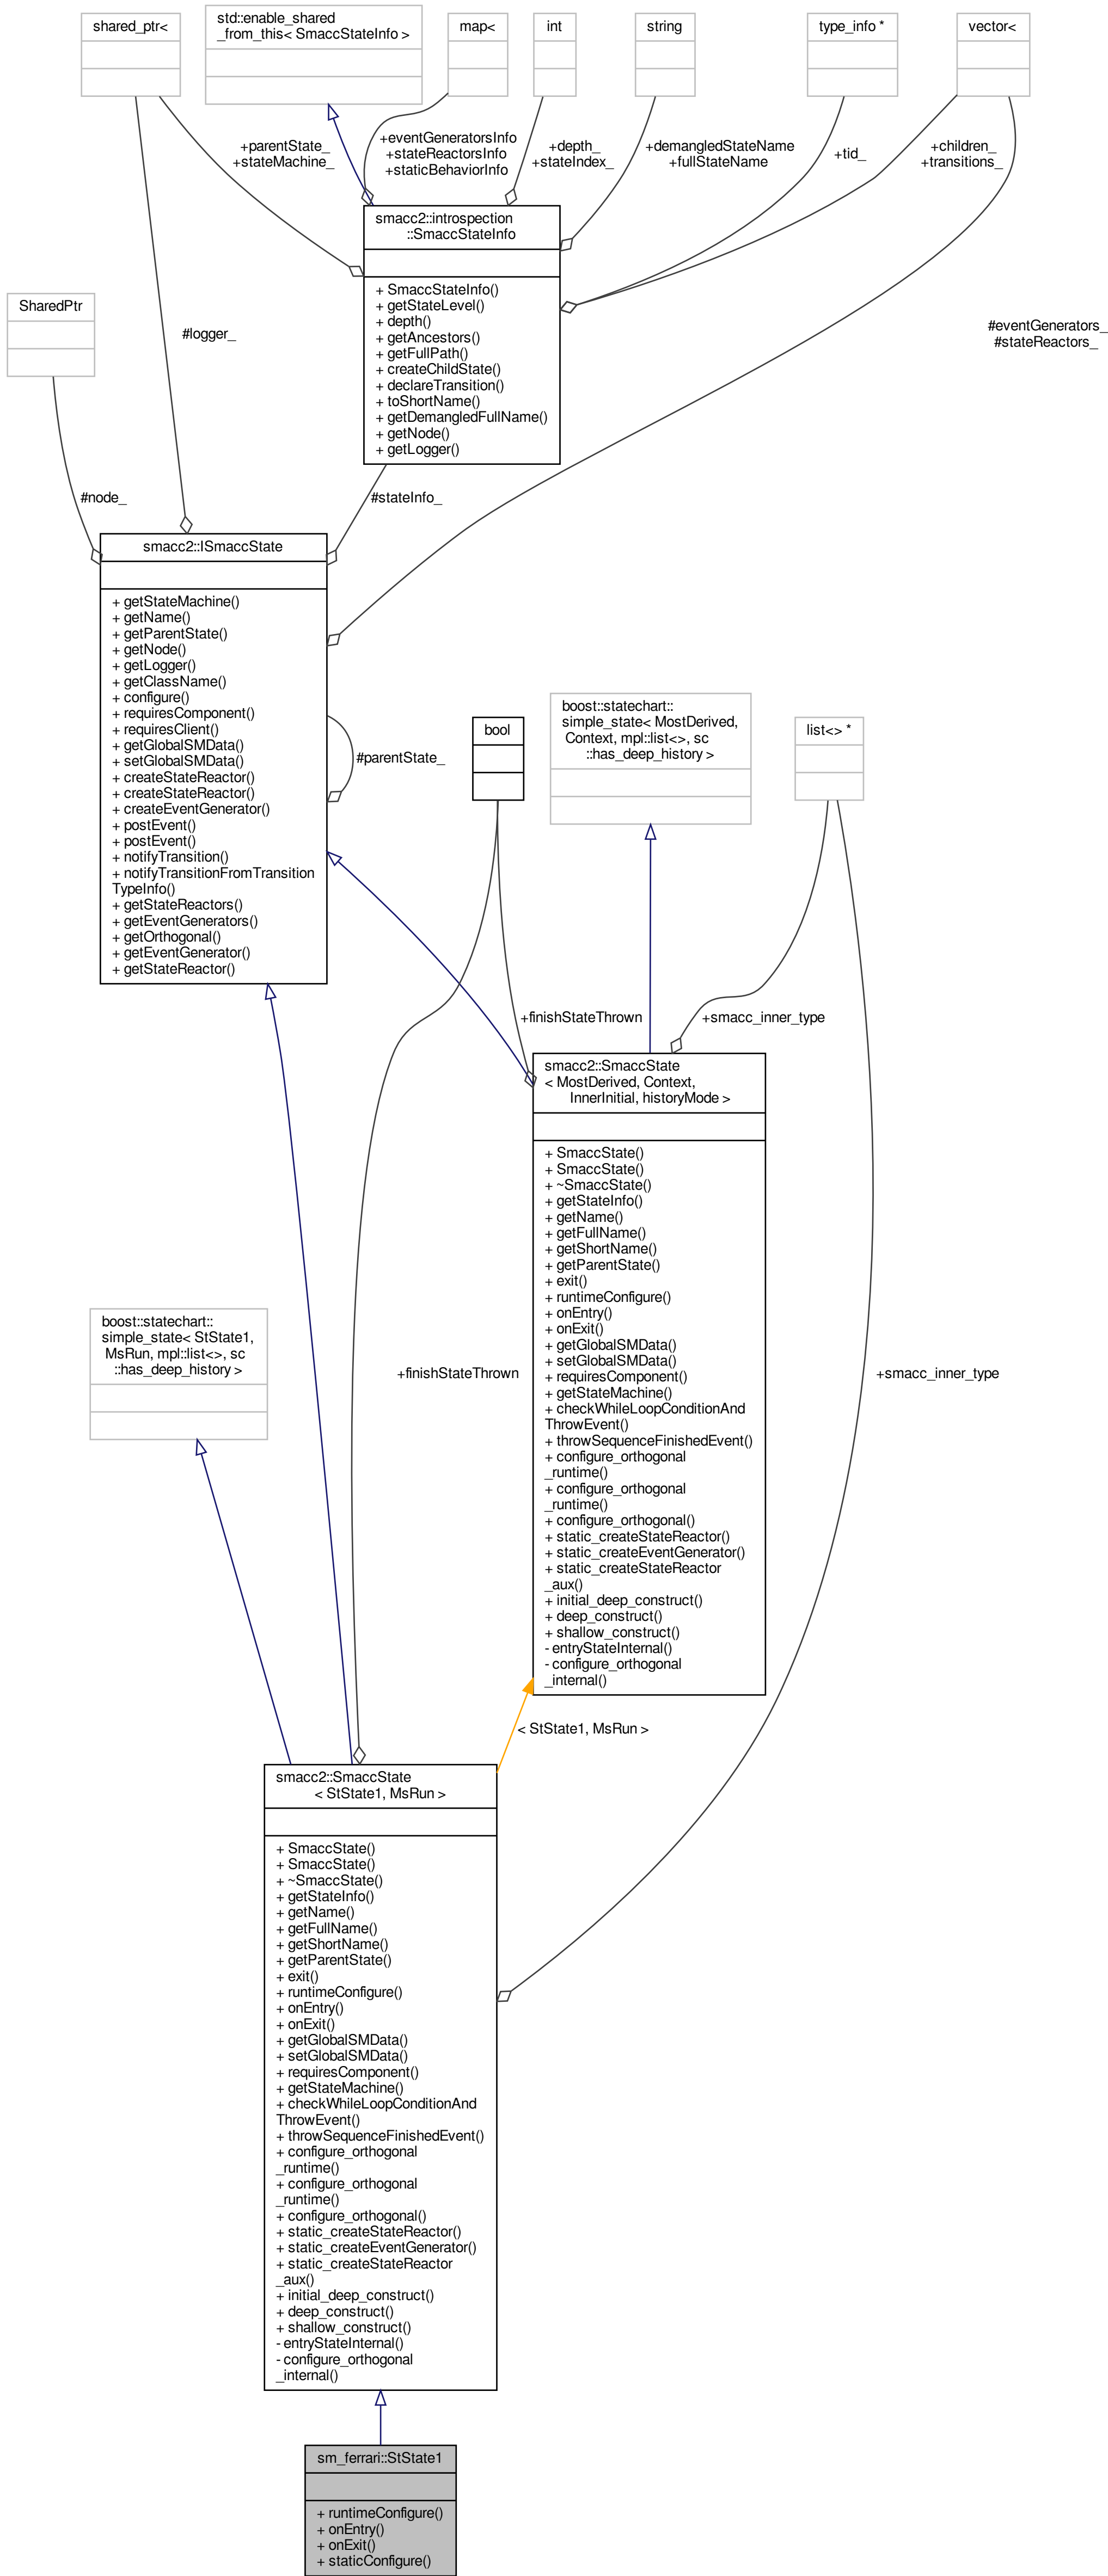 shared_ptr<
std::enable_shared
_from_this< SmaccStateInfo >
map<
int
string
type_info *
vector<
+parentState_
+stateMachine_
+eventGeneratorsInfo
+stateReactorsInfo
+staticBehaviorInfo
+depth_
+stateIndex_
+demangledStateName
+fullStateName
+tid_
+children_
+transitions_
smacc2::introspection
::SmaccStateInfo
+ SmaccStateInfo()
+ getStateLevel()
+ depth()
+ getAncestors()
+ getFullPath()
+ createChildState()
+ declareTransition()
+ toShortName()
+ getDemangledFullName()
+ getNode()
+ getLogger()
SharedPtr
#logger_
#eventGenerators_
#stateReactors_
#node_
#stateInfo_
smacc2::ISmaccState
+ getStateMachine()
+ getName()
+ getParentState()
+ getNode()
+ getLogger()
+ getClassName()
+ configure()
+ requiresComponent()
+ requiresClient()
+ getGlobalSMData()
+ setGlobalSMData()
+ createStateReactor()
+ createStateReactor()
+ createEventGenerator()
+ postEvent()
+ postEvent()
+ notifyTransition()
+ notifyTransitionFromTransition
TypeInfo()
+ getStateReactors()
+ getEventGenerators()
+ getOrthogonal()
+ getEventGenerator()
+ getStateReactor()
#parentState_
bool
boost::statechart::
simple_state< MostDerived,
Context, mpl::list<>, sc
::has_deep_history >
list<> *
+finishStateThrown
+smacc_inner_type
smacc2::SmaccState
< MostDerived, Context,
InnerInitial, historyMode >
+ SmaccState()
+ SmaccState()
+ ~SmaccState()
+ getStateInfo()
+ getName()
+ getFullName()
+ getShortName()
+ getParentState()
+ exit()
+ runtimeConfigure()
+ onEntry()
+ onExit()
+ getGlobalSMData()
+ setGlobalSMData()
+ requiresComponent()
+ getStateMachine()
+ checkWhileLoopConditionAnd
ThrowEvent()
+ throwSequenceFinishedEvent()
+ configure_orthogonal
_runtime()
+ configure_orthogonal
_runtime()
+ configure_orthogonal()
+ static_createStateReactor()
+ static_createEventGenerator()
+ static_createStateReactor
_aux()
+ initial_deep_construct()
+ deep_construct()
+ shallow_construct()
- entryStateInternal()
- configure_orthogonal
_internal()
boost::statechart::
simple_state< StState1,
MsRun, mpl::list<>, sc
::has_deep_history >
+finishStateThrown
+smacc_inner_type
< StState1, MsRun >
smacc2::SmaccState
< StState1, MsRun >
+ SmaccState()
+ SmaccState()
+ ~SmaccState()
+ getStateInfo()
+ getName()
+ getFullName()
+ getShortName()
+ getParentState()
+ exit()
+ runtimeConfigure()
+ onEntry()
+ onExit()
+ getGlobalSMData()
+ setGlobalSMData()
+ requiresComponent()
+ getStateMachine()
+ checkWhileLoopConditionAnd
ThrowEvent()
+ throwSequenceFinishedEvent()
+ configure_orthogonal
_runtime()
+ configure_orthogonal
_runtime()
+ configure_orthogonal()
+ static_createStateReactor()
+ static_createEventGenerator()
+ static_createStateReactor
_aux()
+ initial_deep_construct()
+ deep_construct()
+ shallow_construct()
- entryStateInternal()
- configure_orthogonal
_internal()
sm_ferrari::StState1
+ runtimeConfigure()
+ onEntry()
+ onExit()
+ staticConfigure()